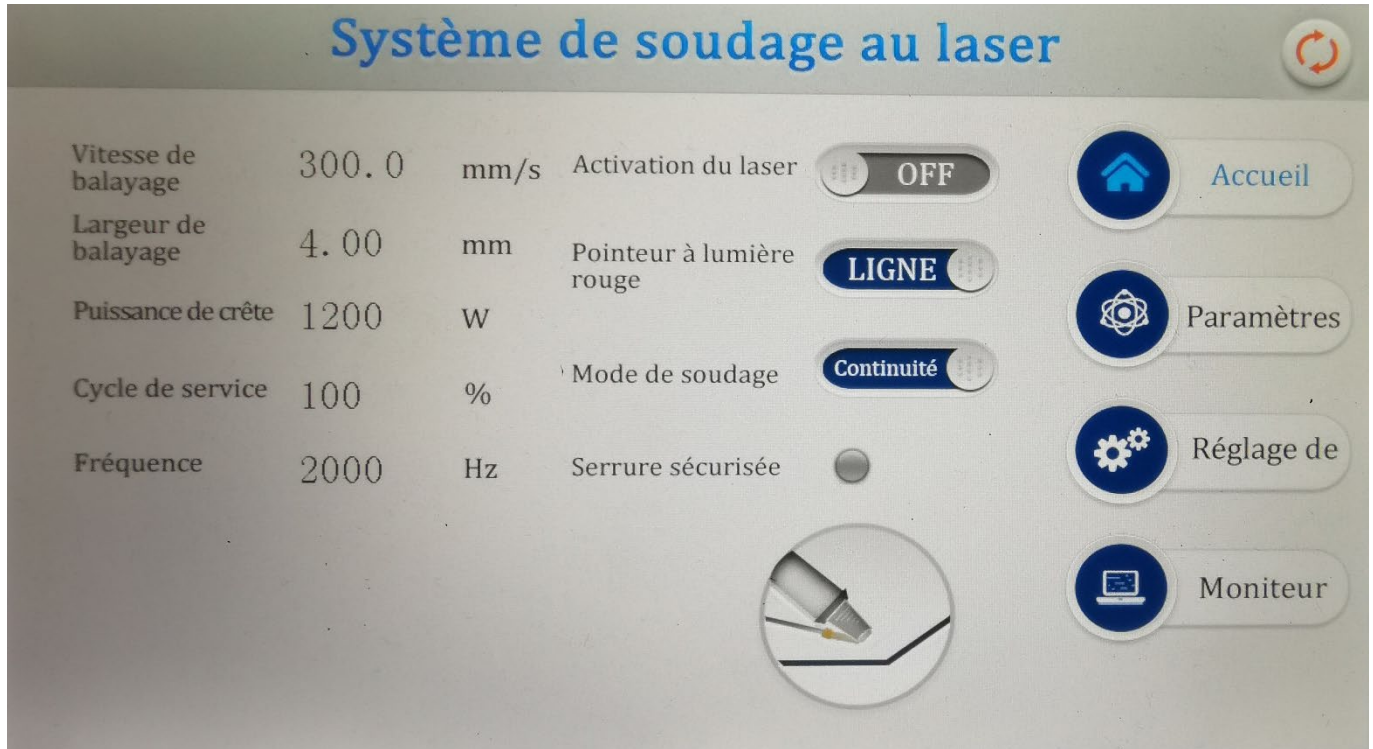 Système de soudage au laser
Vitesse de
balayage
300.0 mm/s
Largeur de
balayage
4.00 mm
Puissance de crête 1200 W
Cycle de service 100 %
Fréquence 2000 Hz
Activation du laser OFF
Pointeur à lumière
rouge
LIGNE
Mode de soudage Continuité
Serrure sécurisée
Accueil
Paramètres
Réglage de
Moniteur